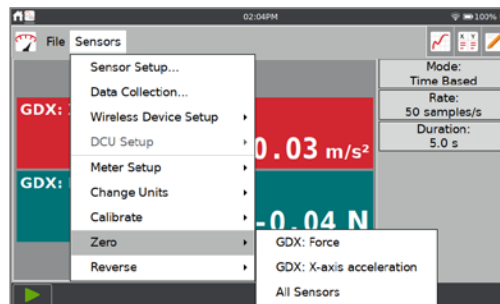 02:04PM
100%
File Sensors
Mode:
Time Based
Rate:
50 samples/s
Duration:
5.0 s
Sensor Setup...
Data Collection...
Wireless Device Setup
DCU Setup
Meter Setup
Change Units
Calibrate
Zero
Reverse
GDX:
0.03 m/s²
GDX:
-0.04 N
GDX: Force
GDX: X-axis acceleration
All Sensors